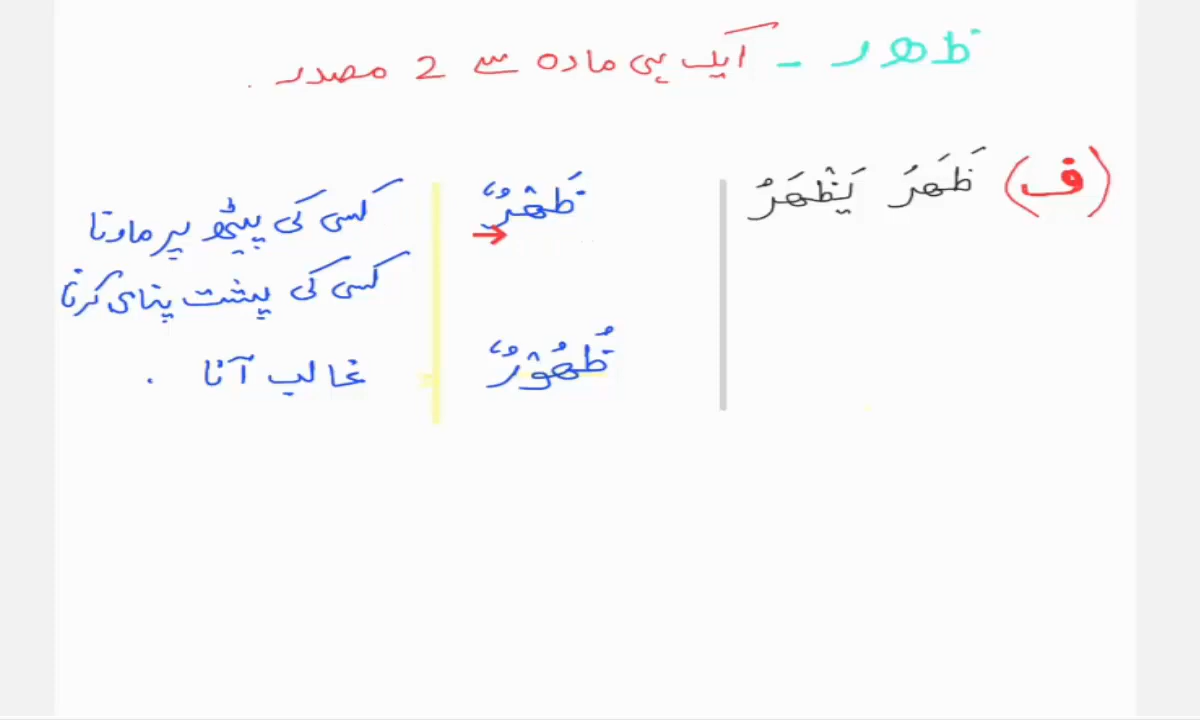 ظھر - ایک ہی مادہ سے 2 مصدر
(ف) ظَهَرَ يَظْهَرُ ظَهْرٌ کسی کی پیٹھ پر مارنا
کسی کی پشت پناہی کرنا
ظُهُوْرٌ = غالب آنا